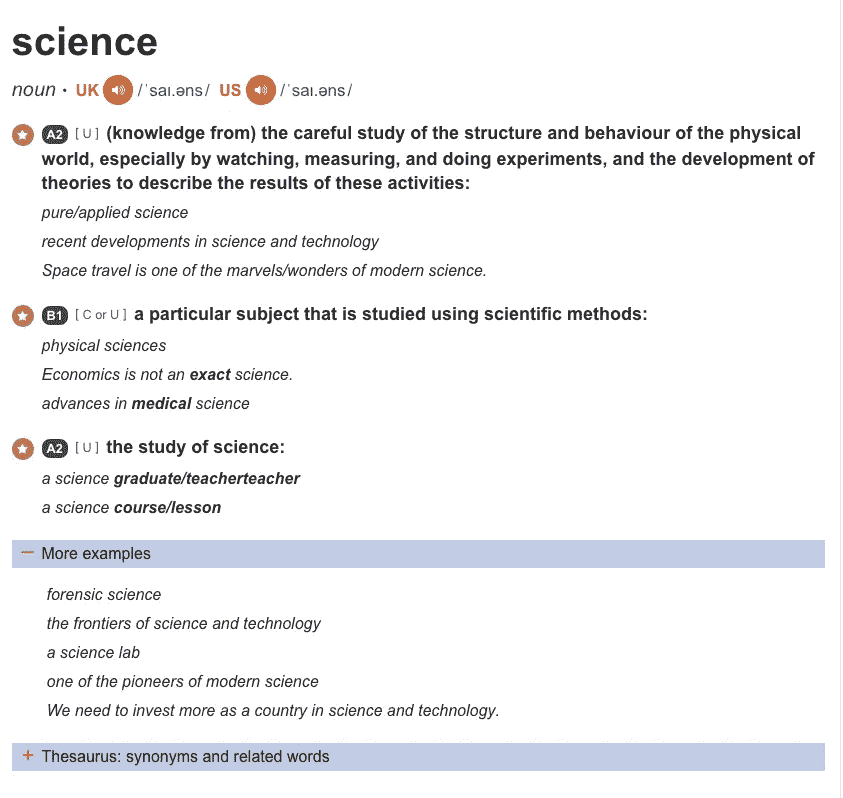 science
noun • UK /ˈsaɪ.əns/ US /ˈsaɪ.əns/
A2 [ U ] (knowledge from) the careful study of the structure and behaviour of the physical
world, especially by watching, measuring, and doing experiments, and the development of
theories to describe the results of these activities:
pure/applied science
recent developments in science and technology
Space travel is one of the marvels/wonders of modern science.
B1 [ C or U ] a particular subject that is studied using scientific methods:
physical sciences
Economics is not an exact science.
advances in medical science
A2 [ U ] the study of science:
a science graduate/teacherteacher
a science course/lesson
− More examples
forensic science
the frontiers of science and technology
a science lab
one of the pioneers of modern science
We need to invest more as a country in science and technology.
+ Thesaurus: synonyms and related words